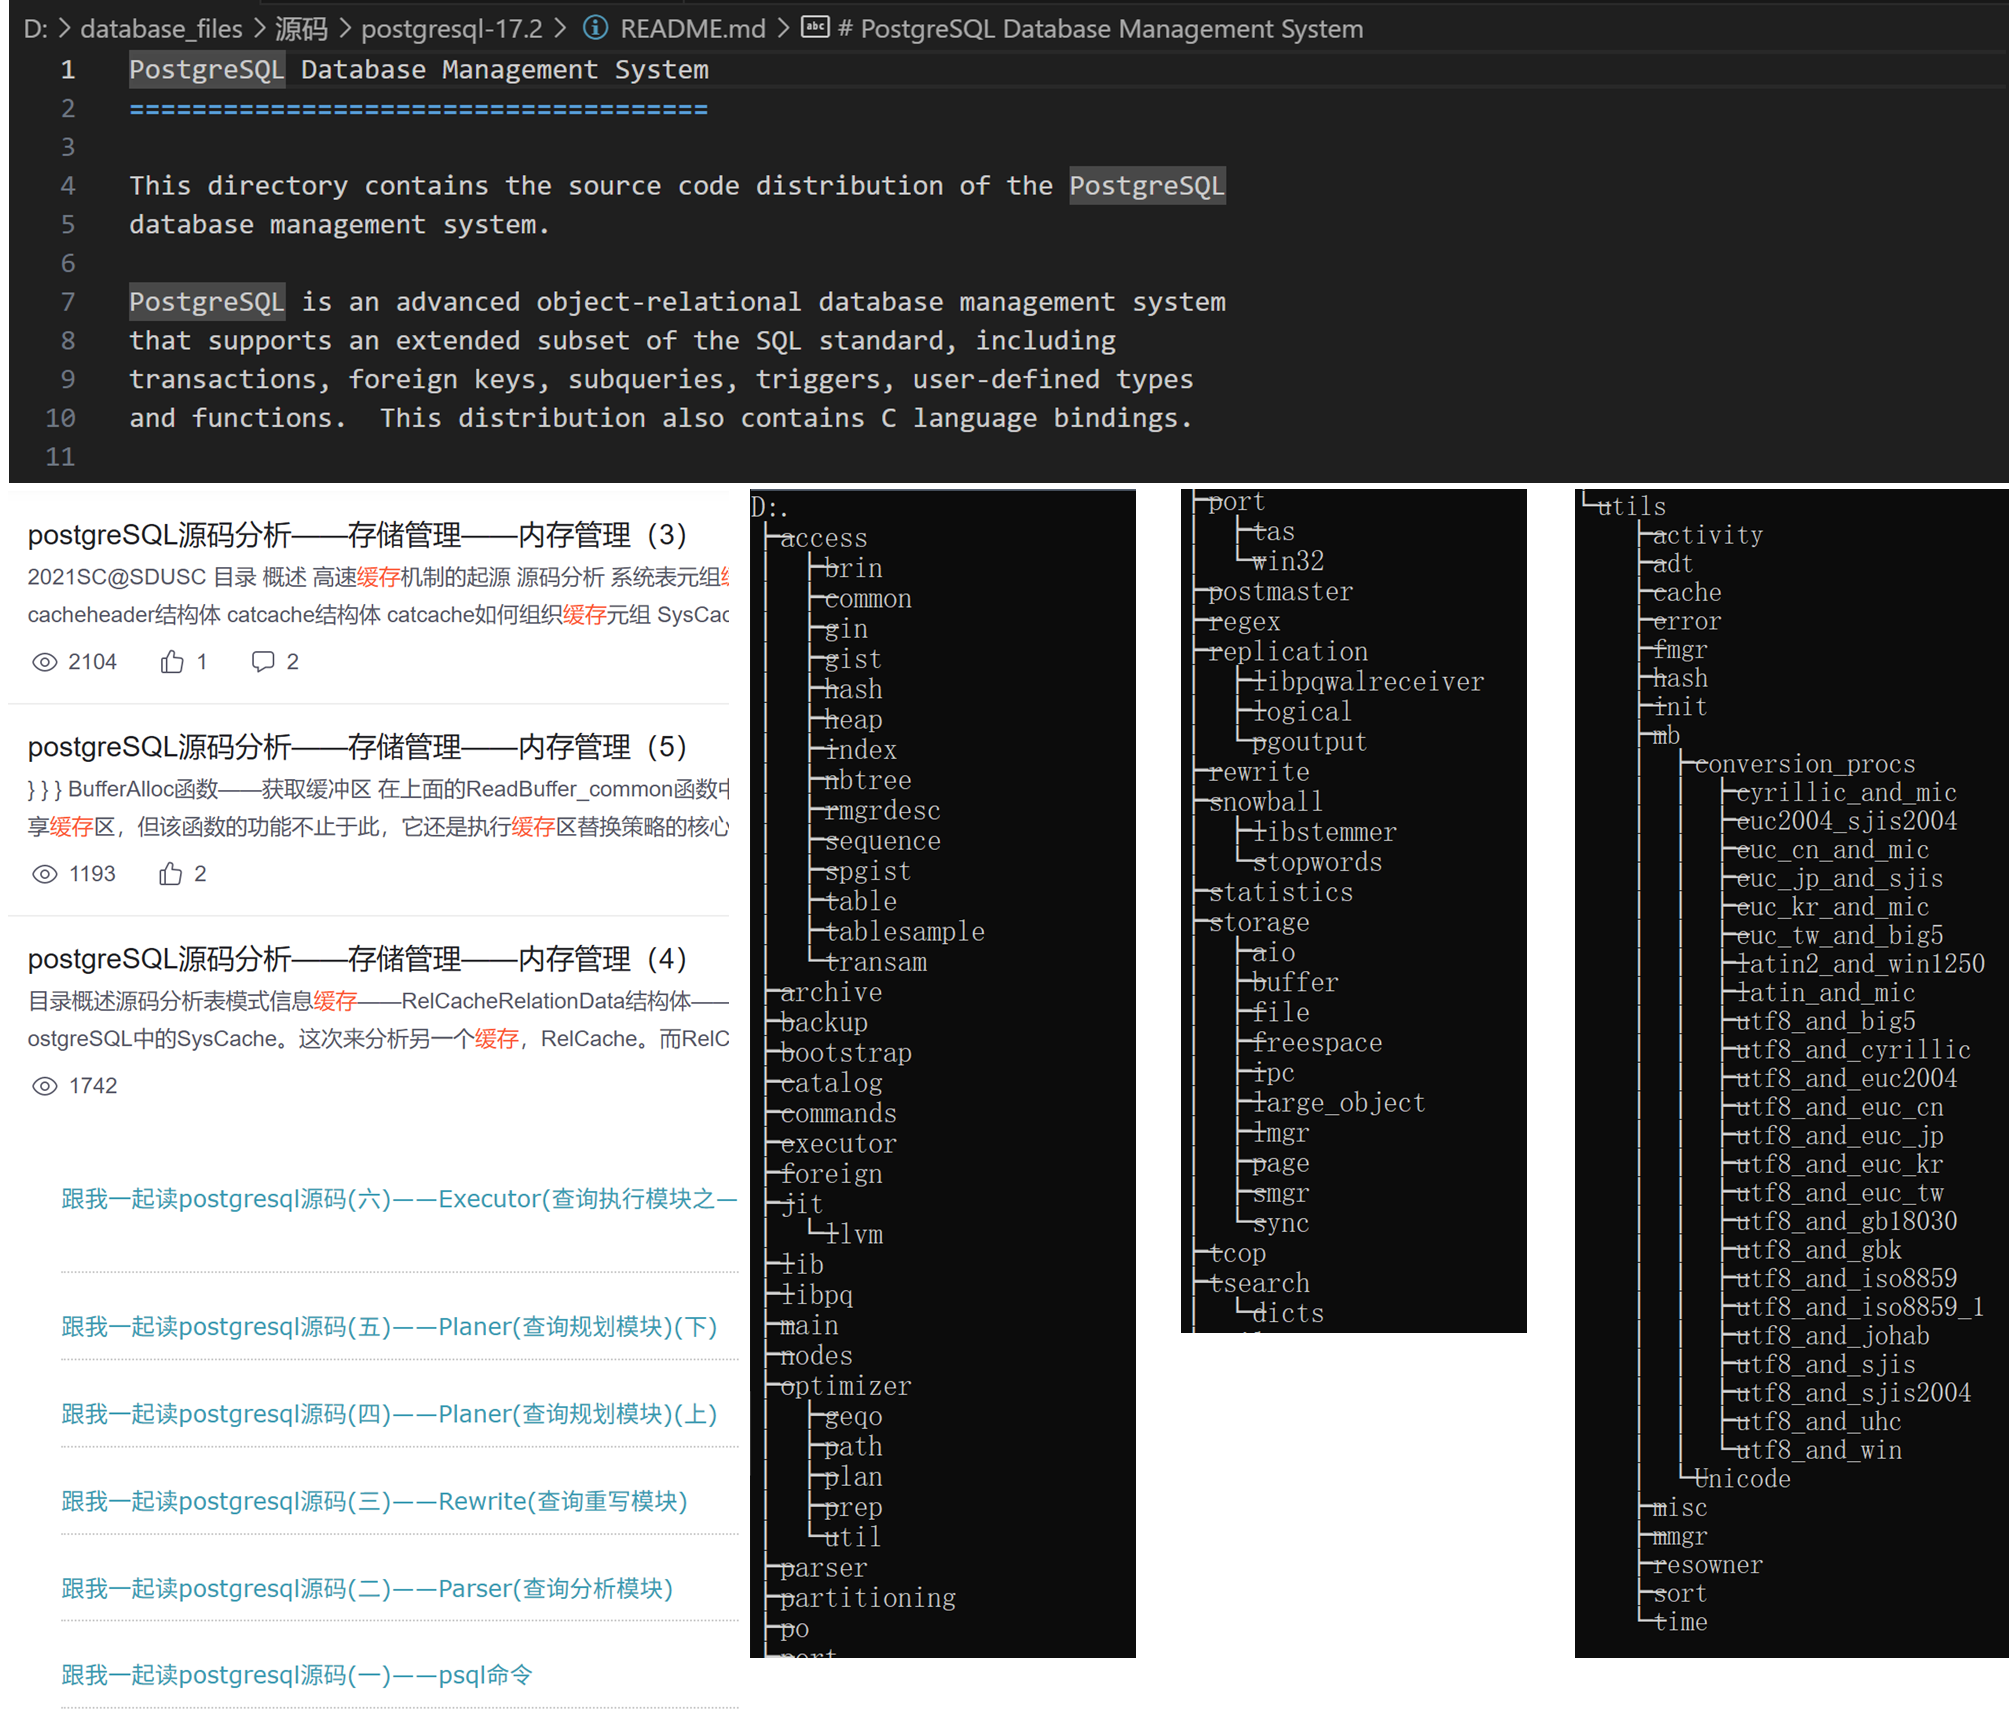 D: > database_files > 源码 > postgresql-17.2 > README.md > # PostgreSQL Database Management System
1 PostgreSQL Database Management System
2 =====================================
3
4 This directory contains the source code distribution of the PostgreSQL
5 database management system.
6
7 PostgreSQL is an advanced object-relational database management system
8 that supports an extended subset of the SQL standard, including
9 transactions, foreign keys, subqueries, triggers, user-defined types
10 and functions.  This distribution also contains C language bindings.
11
postgreSQL源码分析——存储管理——内存管理（3）
2021SC@SDUSC 目录 概述 高速缓存机制的起源 源码分析 系统表元组
cacheheader结构体 catcache结构体 catcache如何组织缓存元组 SysCac
2104 1 2
postgreSQL源码分析——存储管理——内存管理（5）
} } } BufferAlloc函数——获取缓冲区 在上面的ReadBuffer_common函数中
享缓存区，但该函数的功能不止于此，它还是执行缓存区替换策略的核心
1193 2
postgreSQL源码分析——存储管理——内存管理（4）
目录概述源码分析表模式信息缓存——RelCacheRelationData结构体——
ostgreSQL中的SysCache。这次来分析另一个缓存，RelCache。而RelC
1742
跟我一起读postgresql源码(六)——Executor(查询执行模块之—
跟我一起读postgresql源码(五)——Planer(查询规划模块)(下)
跟我一起读postgresql源码(四)——Planer(查询规划模块)(上)
跟我一起读postgresql源码(三)——Rewrite(查询重写模块)
跟我一起读postgresql源码(二)——Parser(查询分析模块)
跟我一起读postgresql源码(一)——psql命令
D:.
access
brin
common
gin
gist
hash
heap
index
nbtree
rmgrdesc
sequence
spgist
table
tablesample
transam
archive
backup
bootstrap
catalog
commands
executor
foreign
jit
llvm
lib
libpq
main
nodes
optimizer
geqo
path
plan
prep
util
parser
partitioning
po
port
port
tas
win32
postmaster
regex
replication
libpqwalreceiver
logical
pgoutput
rewrite
snowball
libstemmer
stopwords
statistics
storage
aio
buffer
file
freespace
ipc
large_object
lmgr
page
smgr
sync
tcop
tsearch
dicts
utils
activity
adt
cache
error
fmgr
hash
init
mb
conversion_procs
cyrillic_and_mic
euc2004_sjis2004
euc_cn_and_mic
euc_jp_and_sjis
euc_kr_and_mic
euc_tw_and_big5
latin2_and_win1250
latin_and_mic
utf8_and_big5
utf8_and_cyrillic
utf8_and_euc2004
utf8_and_euc_cn
utf8_and_euc_jp
utf8_and_euc_kr
utf8_and_euc_tw
utf8_and_gb18030
utf8_and_gbk
utf8_and_iso8859
utf8_and_iso8859_1
utf8_and_johab
utf8_and_sjis
utf8_and_sjis2004
utf8_and_uhc
utf8_and_win
Unicode
misc
mmgr
resowner
sort
time